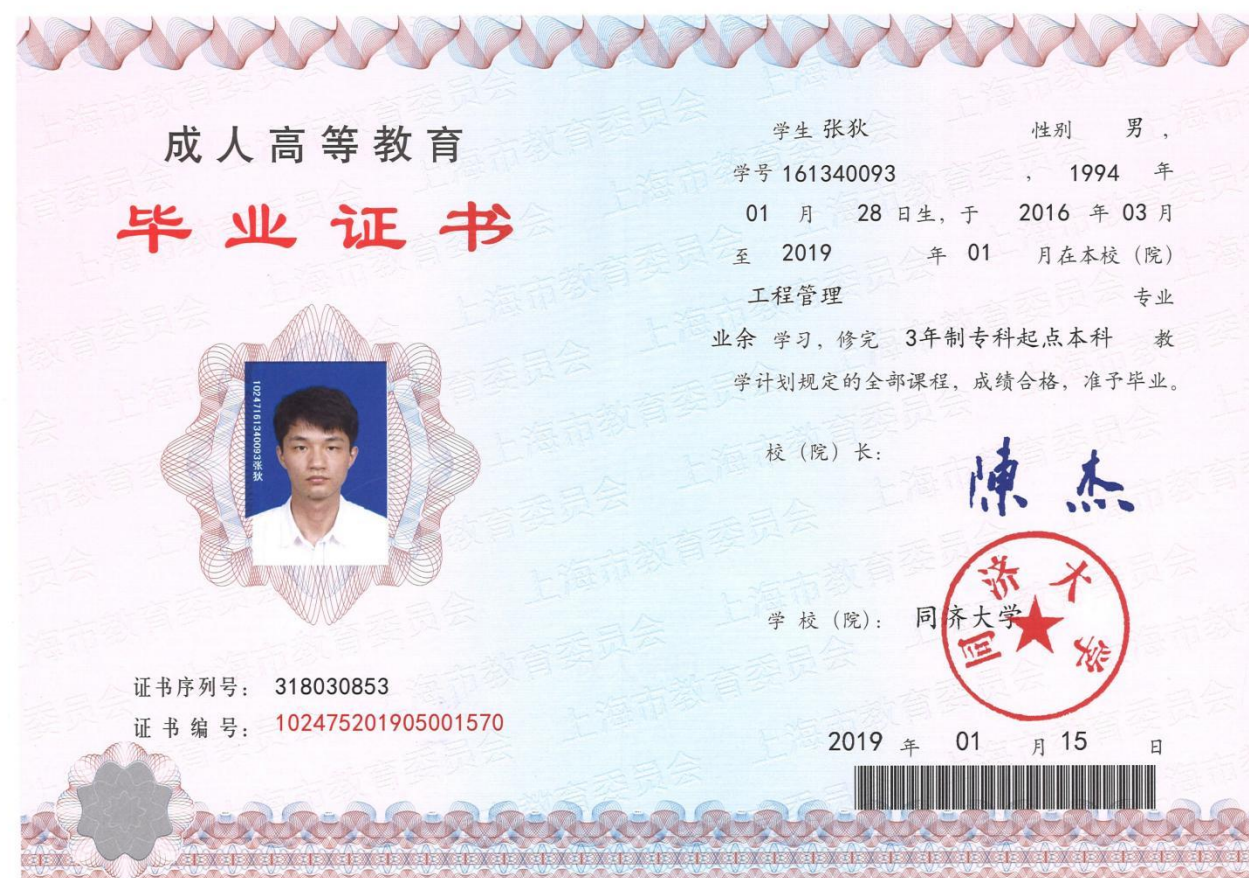 成人高等教育
毕业证书
10247161340093张狄
证书序列号： 318030853
证书编号： 102475201905001570
学生 张狄 性别 男 ，
学号 161340093 ， 1994 年
01 月 28 日生，于 2016 年 03 月
至 2019 年 01 月在本校（院）
工程管理 专业
业余 学习，修完 3年制专科起点本科 教
学计划规定的全部课程，成绩合格，准予毕业。
校（院）长：
陳杰
学校（院）： 同济大学
同济大学
2019 年 01 月 15 日
上海市教育委员会